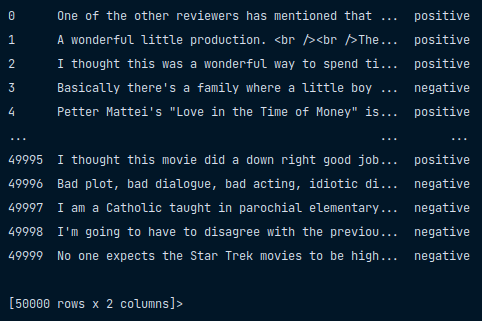 0 One of the other reviewers has mentioned that ... positive
1 A wonderful little production. <br /><br />The... positive
2 I thought this was a wonderful way to spend ti... positive
3 Basically there's a family where a little boy ... negative
4 Petter Mattei's "Love in the Time of Money" is... positive
... ... ...
49995 I thought this movie did a down right good job... positive
49996 Bad plot, bad dialogue, bad acting, idiotic di... negative
49997 I am a Catholic taught in parochial elementary... negative
49998 I'm going to have to disagree with the previou... negative
49999 No one expects the Star Trek movies to be high... negative
[50000 rows x 2 columns]>